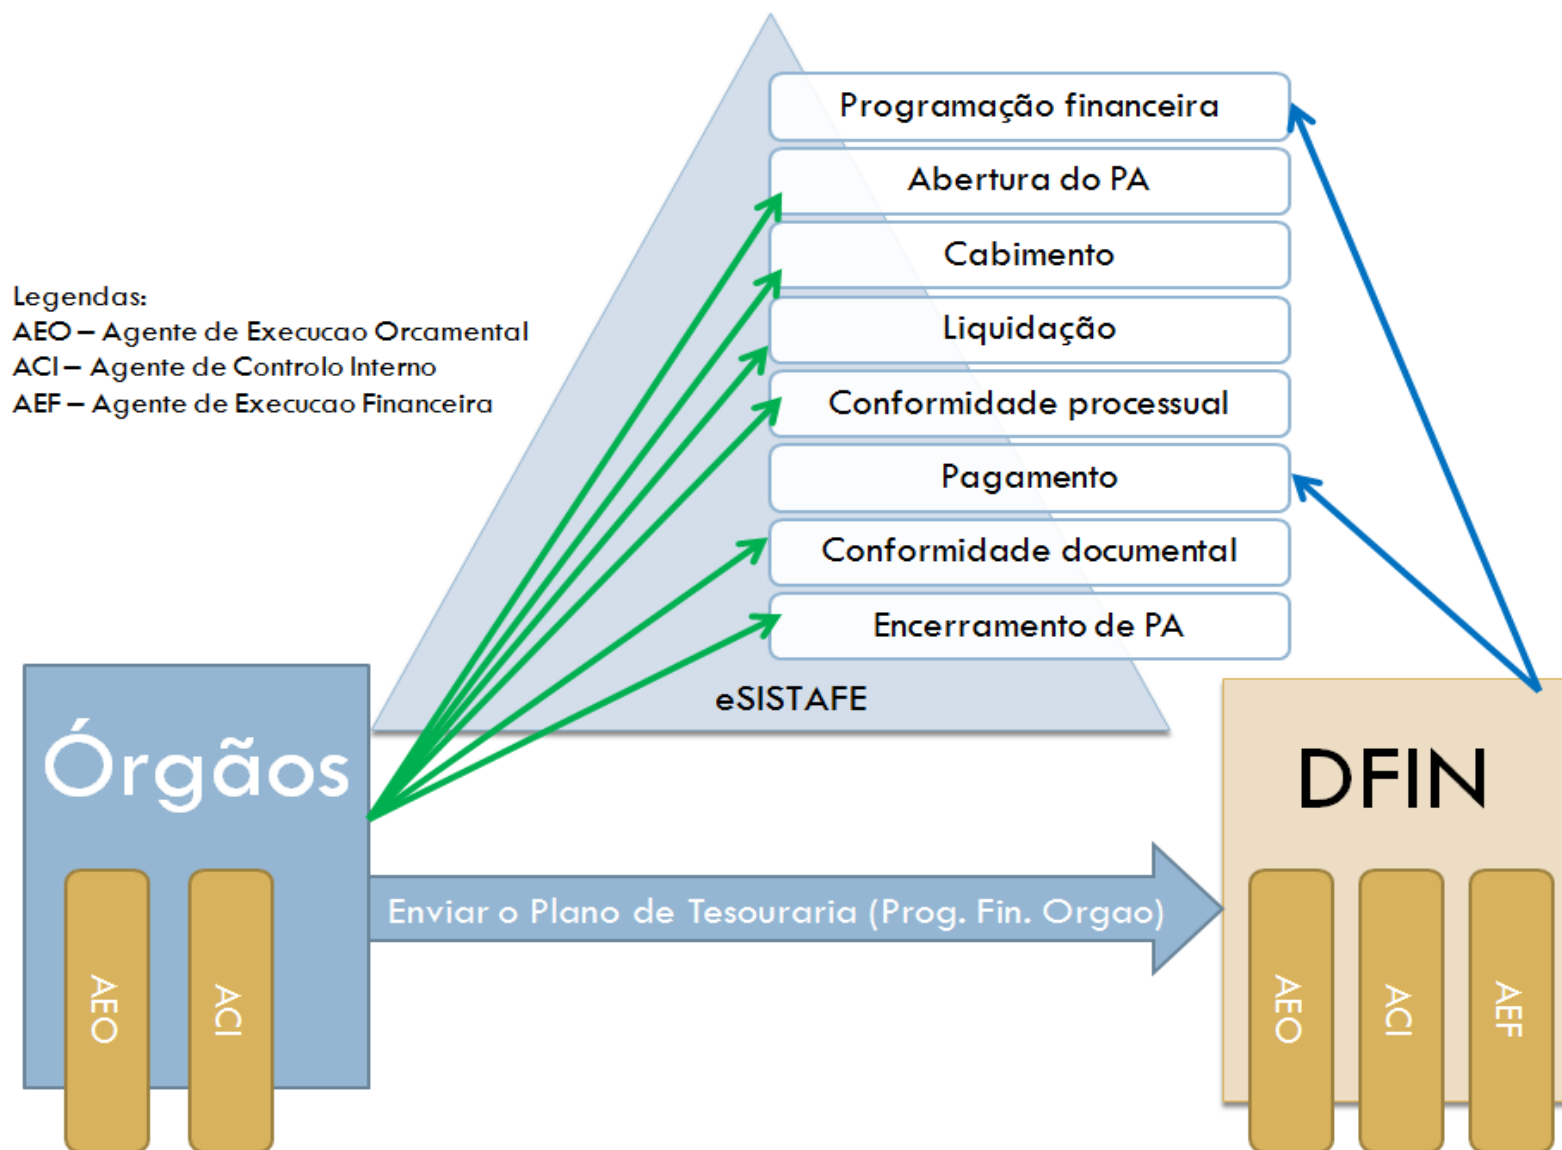 Programação financeira
Abertura do PA
Cabimento
Liquidação
Conformidade processual
Pagamento
Conformidade documental
Encerramento de PA
eSISTAFE
Legendas:
AEO – Agente de Execucao Orcamental
ACI – Agente de Controlo Interno
AEF – Agente de Execucao Financeira
Órgãos
AEO
ACI
Enviar o Plano de Tesouraria (Prog. Fin. Orgao)
DFIN
AEO
ACI
AEF